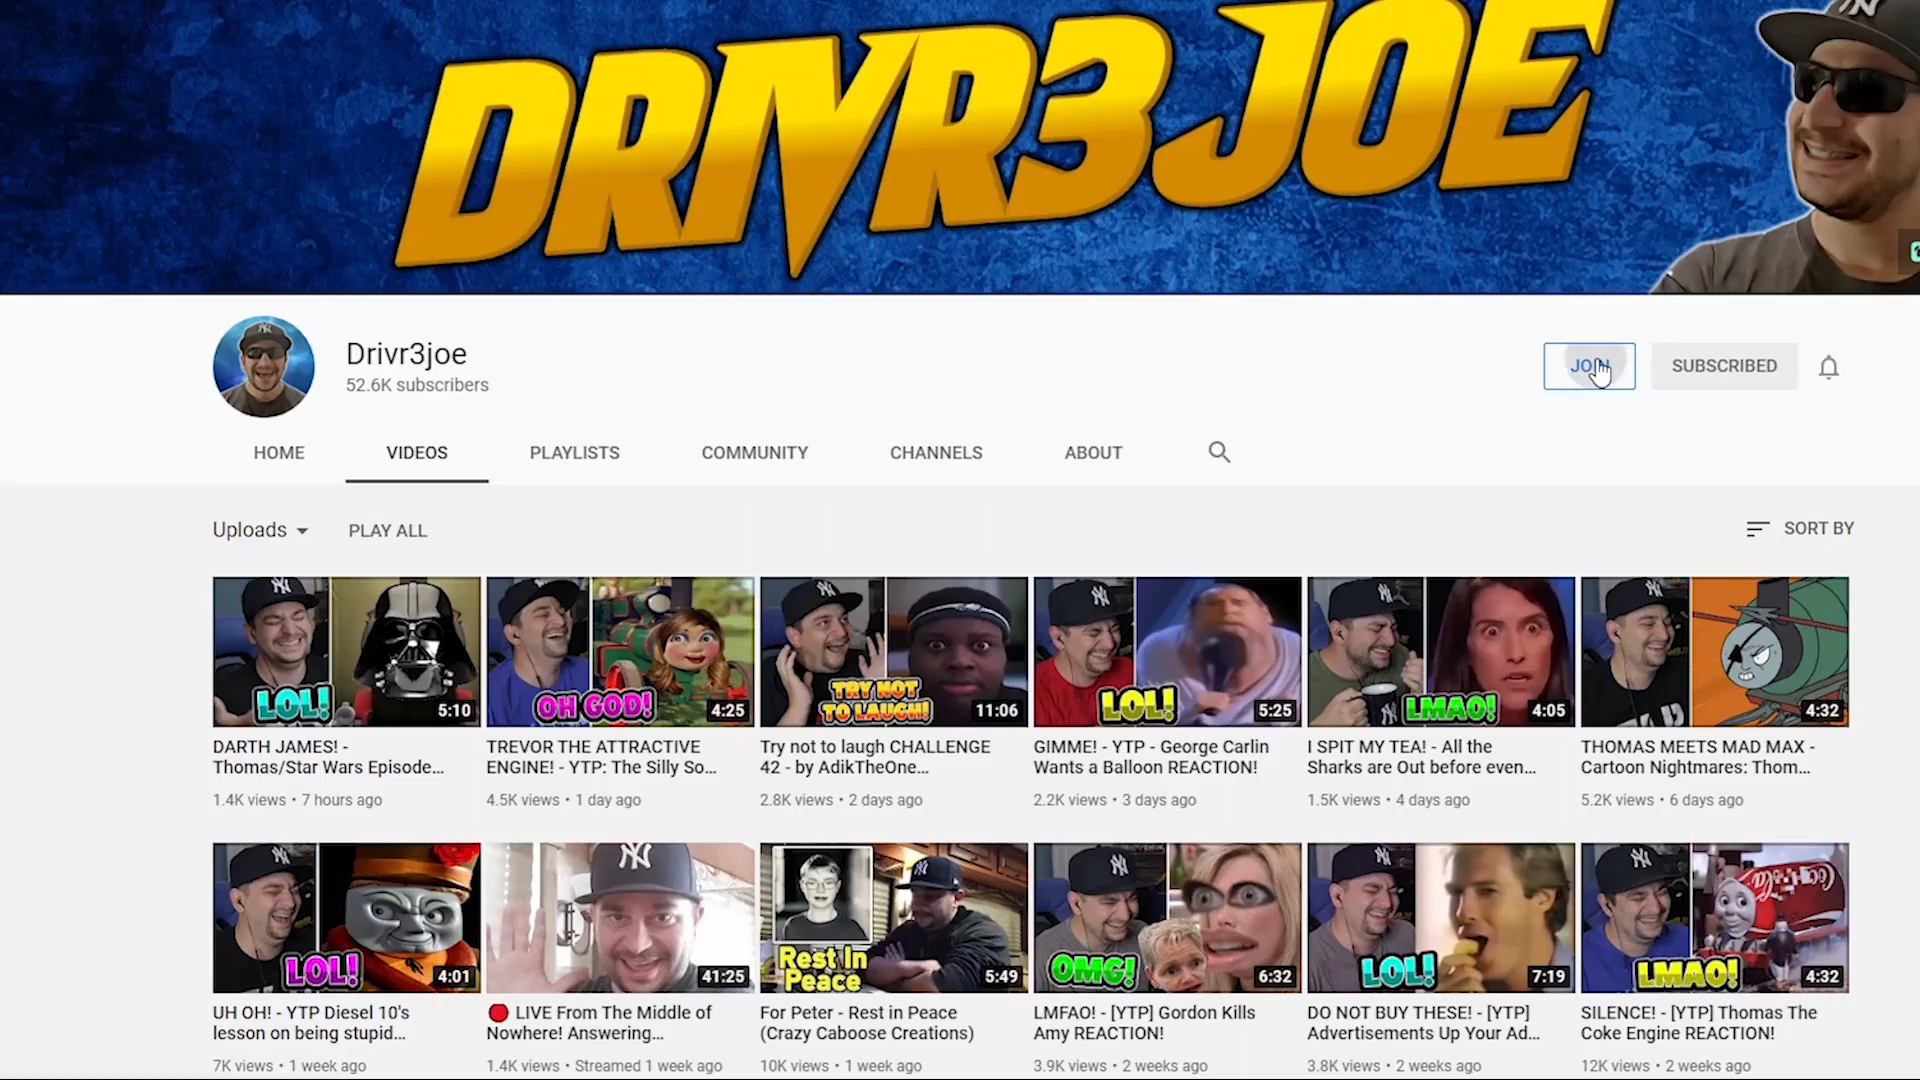 DRIVR3 JOE
Drivr3joe
52.6K subscribers
JOIN
SUBSCRIBED
HOME
VIDEOS
PLAYLISTS
COMMUNITY
CHANNELS
ABOUT
Uploads
PLAY ALL
SORT BY
LOL!
5:10
OH GOD!
4:25
TRY NOT
TO LAUGH!
11:06
LOL!
5:25
LMAO!
4:05
4:32
DARTH JAMES! -
Thomas/Star Wars Episode...
1.4K views • 7 hours ago
TREVOR THE ATTRACTIVE
ENGINE! - YTP: The Silly So...
4.5K views • 1 day ago
Try not to laugh CHALLENGE
42 - by AdikTheOne...
2.8K views • 2 days ago
GIMME! - YTP - George Carlin
Wants a Balloon REACTION!
2.2K views • 3 days ago
I SPIT MY TEA! - All the
Sharks are Out before even...
1.5K views • 4 days ago
THOMAS MEETS MAD MAX -
Cartoon Nightmares: Thom...
5.2K views • 6 days ago
LOL!
4:01
41:25
Rest In
Peace
5:49
OMG!
6:32
LOL!
7:19
Coca-Cola
LMAO!
4:32
UH OH! - YTP Diesel 10's
lesson on being stupid...
7K views • 1 week ago
LIVE From The Middle of
Nowhere! Answering...
1.4K views • Streamed 1 week ago
For Peter - Rest in Peace
(Crazy Caboose Creations)
10K views • 1 week ago
LMFAO! - [YTP] Gordon Kills
Amy REACTION!
3.9K views • 2 weeks ago
DO NOT BUY THESE! - [YTP]
Advertisements Up Your Ad...
3.8K views • 2 weeks ago
SILENCE! - [YTP] Thomas The
Coke Engine REACTION!
12K views • 2 weeks ago